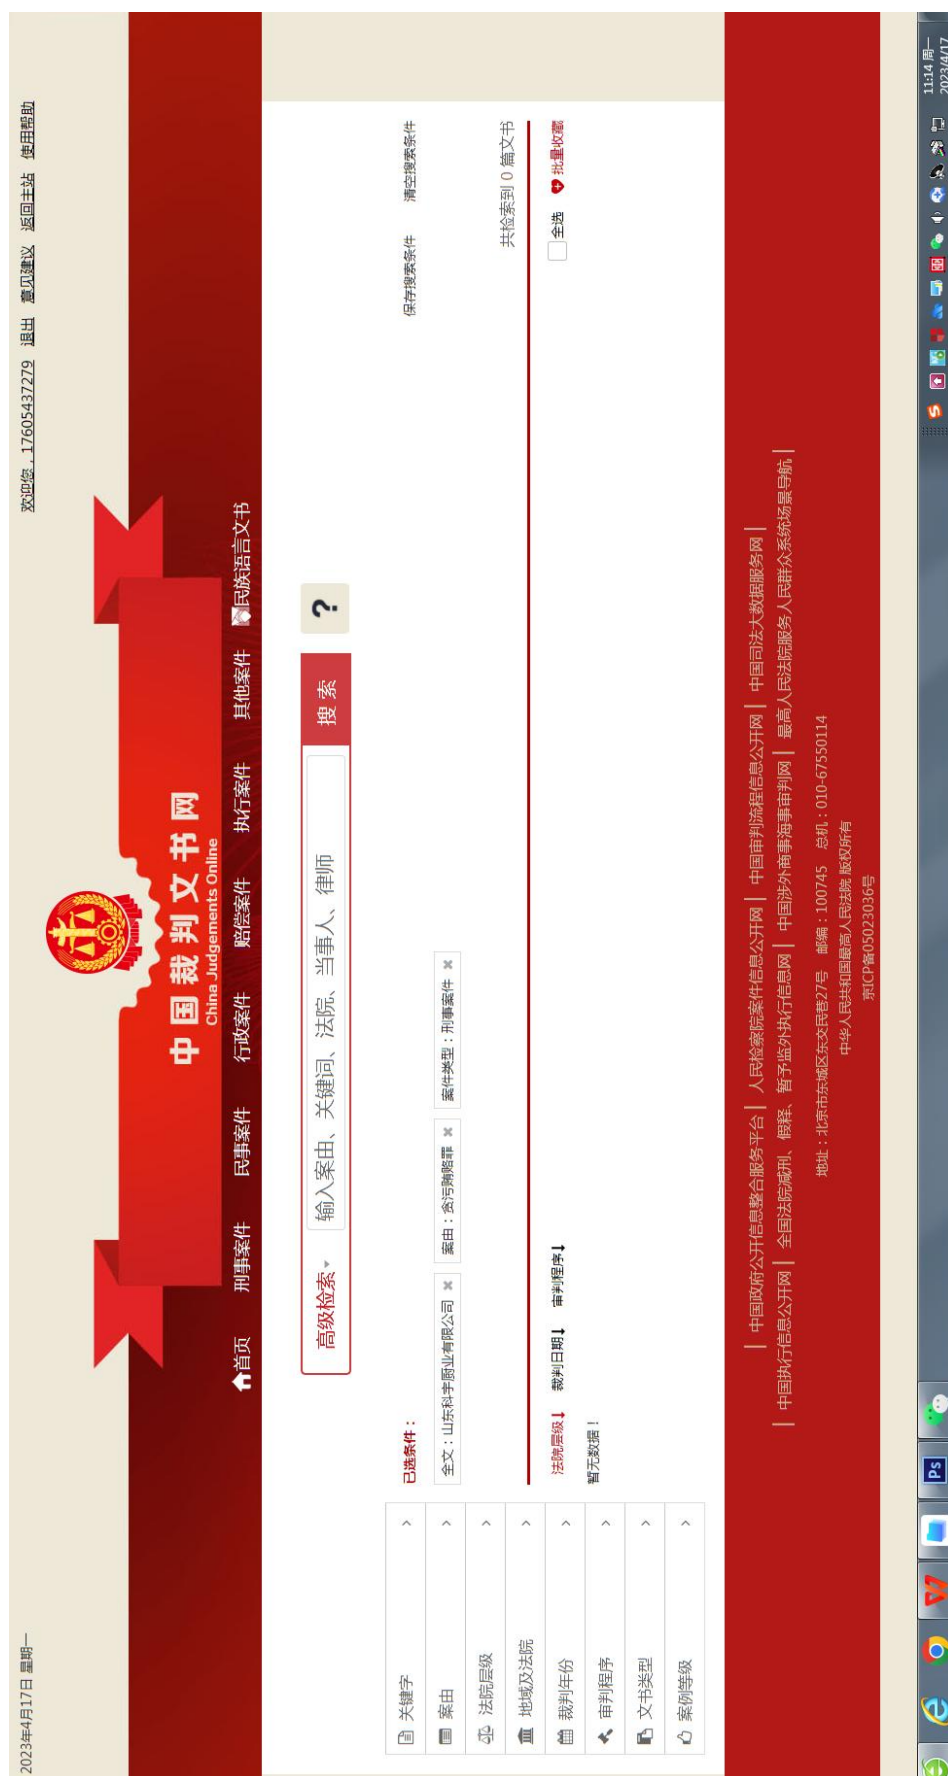 2023年4月17日 星期一
欢迎您，17605437279 退出 意见建议 返回主站 使用帮助
中国裁判文书网
China Judgements Online
首页 刑事案件 民事案件 行政案件 赔偿案件 执行案件 其他案件 民族语言文书
高级检索 输入案由、关键词、法院、当事人、律师 搜索 ?
关键字
案由
法院层级
地域及法院
裁判年份
审判程序
文书类型
案例等级
已选条件：
保存搜索条件 清空搜索条件
全文：山东科宇厨业有限公司 × 案由：贪污贿赂罪 × 案件类型：刑事案件 ×
共检索到 0 篇文书
法院层级 裁判日期 审判程序
全选 批量收藏
暂无数据！
| 中国政府公开信息整合服务平台 | 人民检察院案件信息公开网 | 中国审判流程信息公开网 | 中国司法大数据服务网 |
| 中国执行信息公开网 | 全国法院减刑、假释、暂予监外执行信息网 | 中国涉外商事海事审判网 | 最高人民法院服务人民群众系统场景导航 |
地址：北京市东城区东交民巷27号 邮编：100745 总机：010-67550114
中华人民共和国最高人民法院 版权所有
京ICP备05023036号
Ps
11:14 周一
2023/4/17